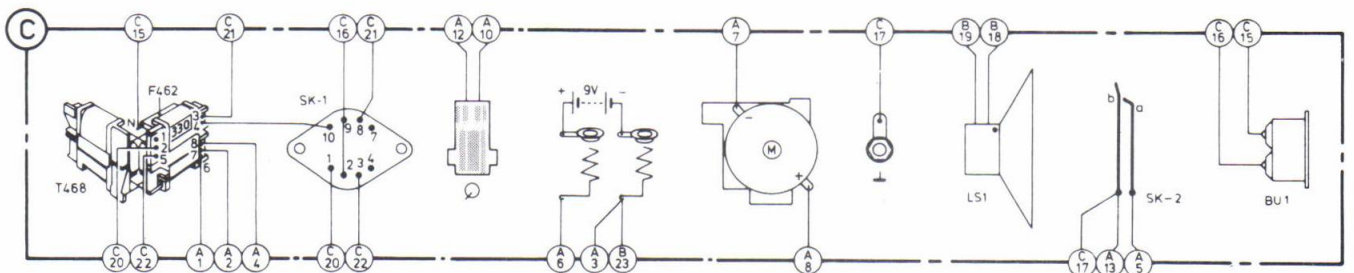 C
C 15
C 21
C 16
C 21
A 12
A 10
A 7
C 17
B 19
B 18
C 16
C 15
F462
SK-1
+ 9V -
N
330
3
4
1
2
5
8
7
6
10
9
8
7
1
2
3
4
-
M
+
b
a
T468
LS1
SK-2
BU1
C 20
C 22
A 1
A 2
A 4
C 20
C 22
A 6
A 3
B 23
A 8
C 17
A 13
A 5